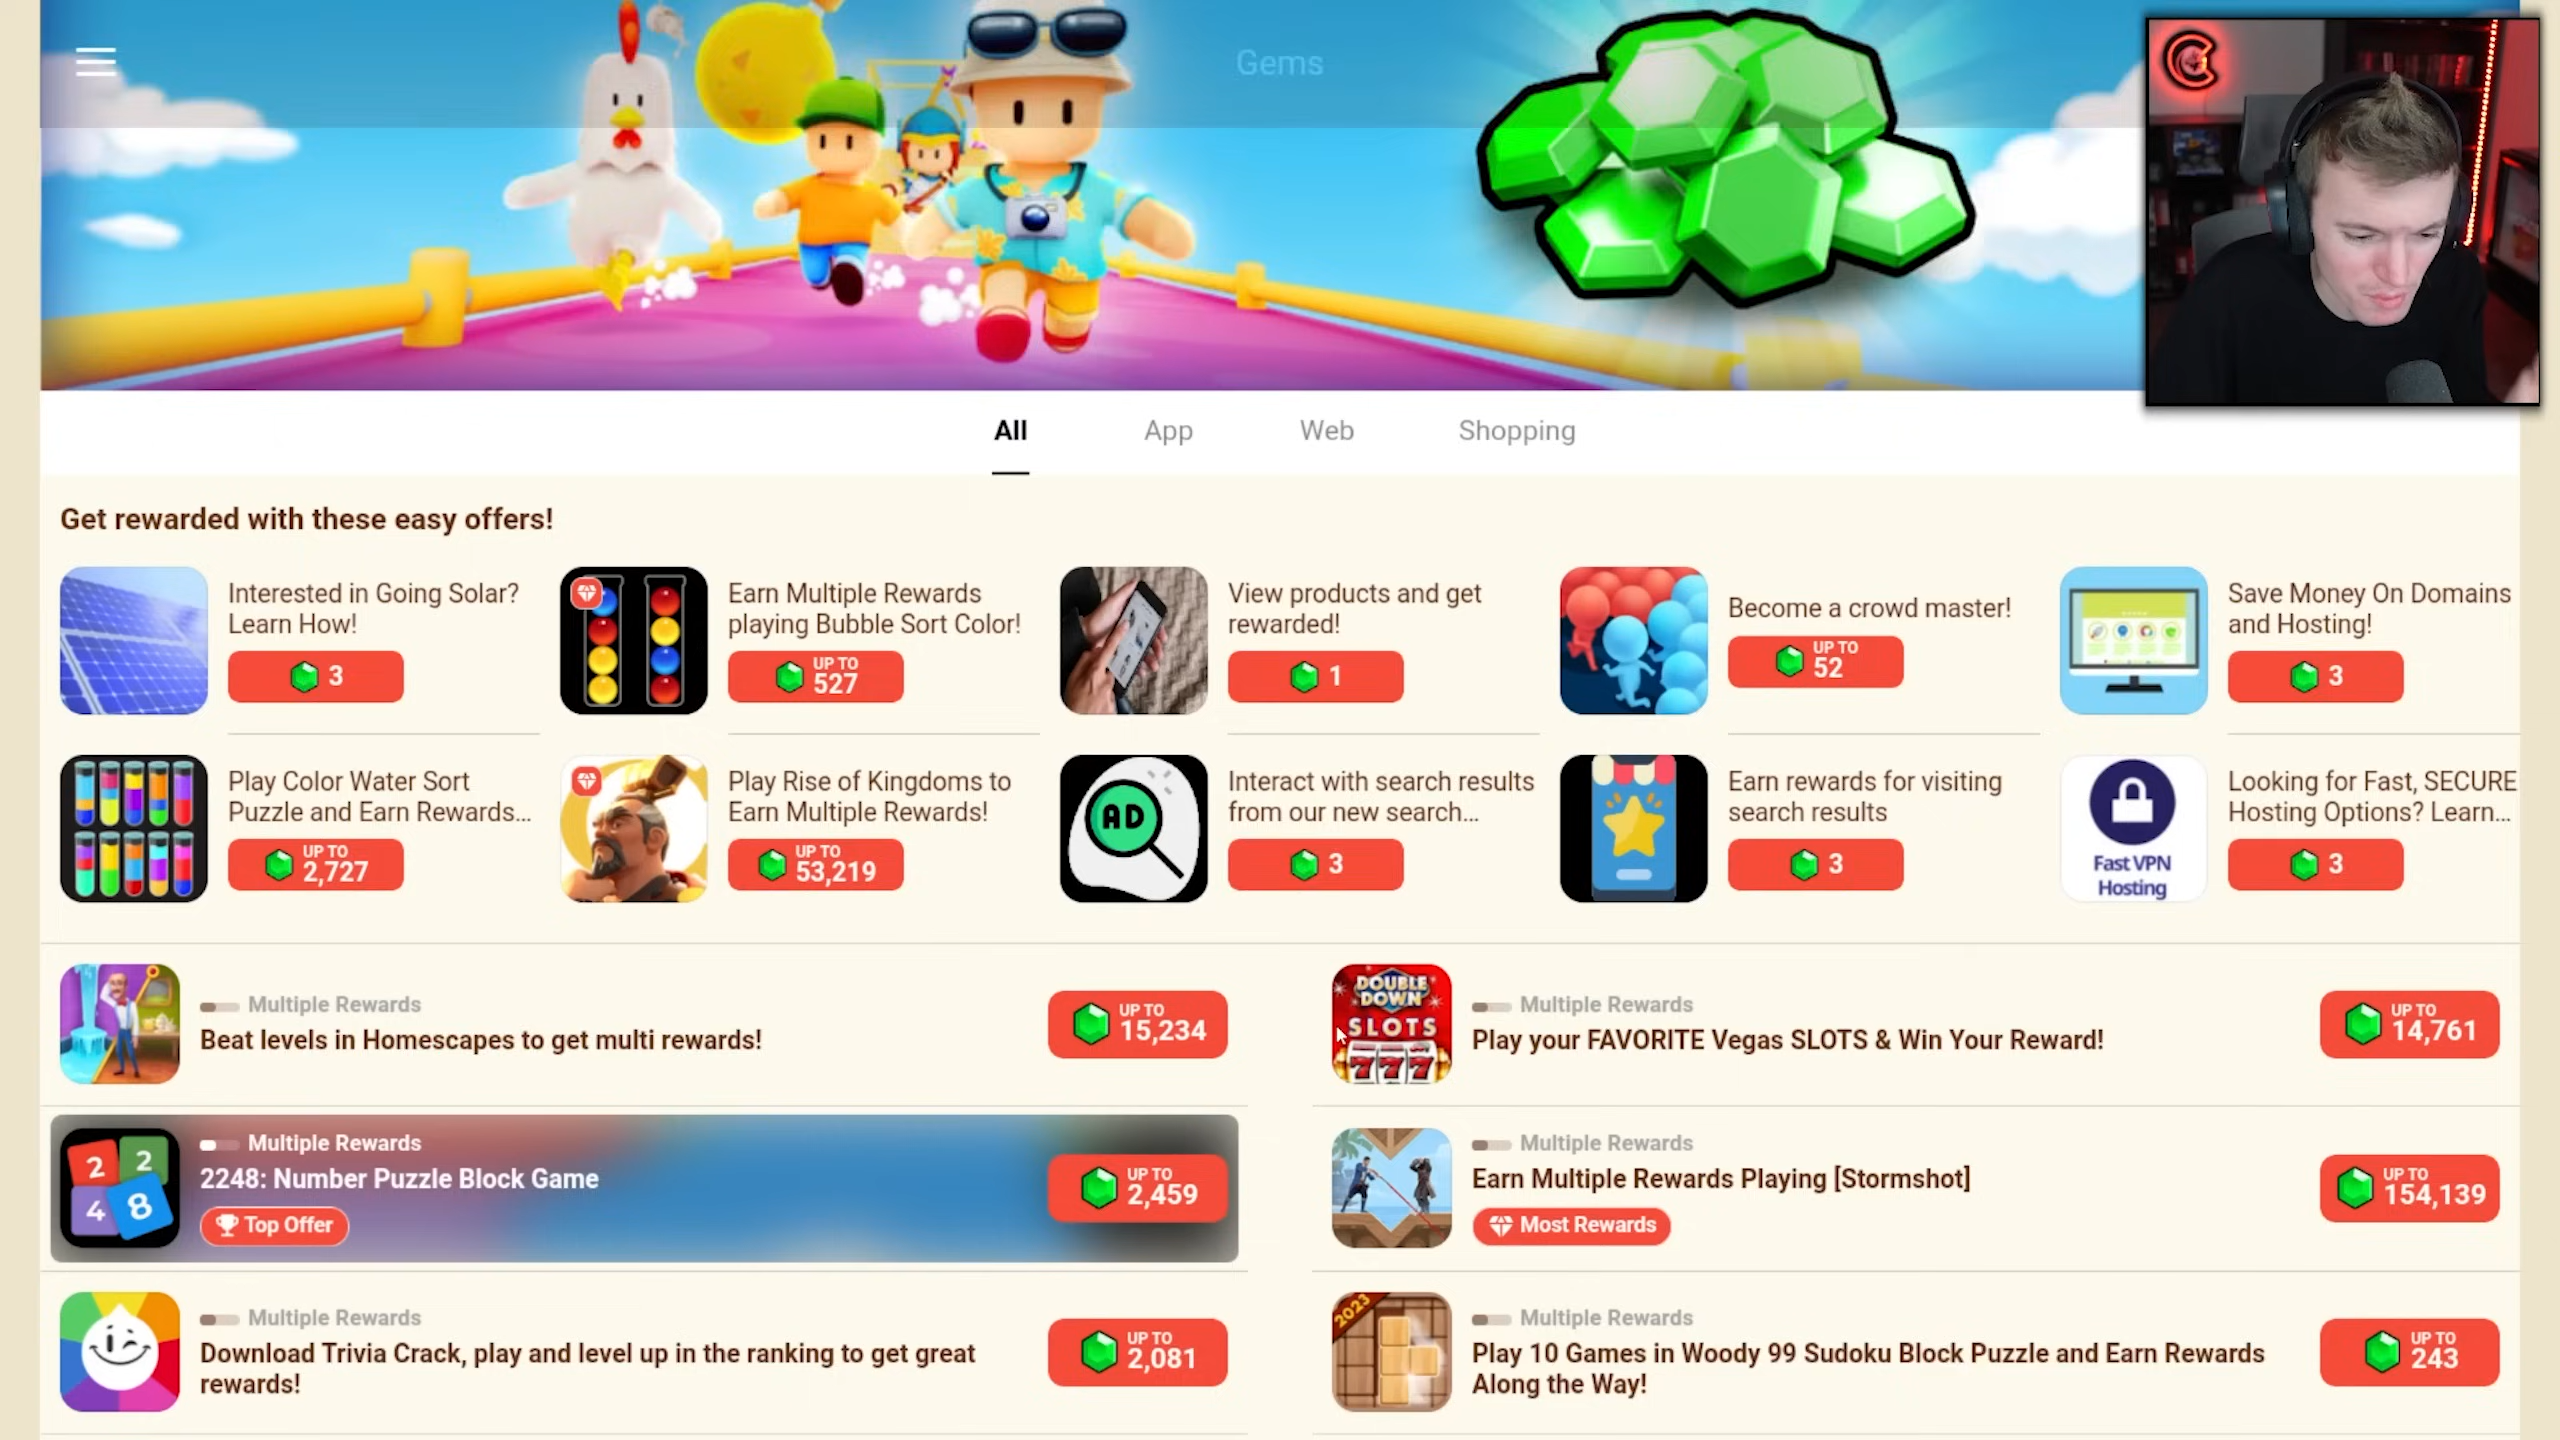 Gems
All
App
Web
Shopping
Get rewarded with these easy offers!
Interested in Going Solar?
Learn How!
3
Earn Multiple Rewards
playing Bubble Sort Color!
UP TO
527
View products and get
rewarded!
1
Become a crowd master!
UP TO
52
Save Money On Domains
and Hosting!
3
Play Color Water Sort
Puzzle and Earn Rewards...
UP TO
2,727
Play Rise of Kingdoms to
Earn Multiple Rewards!
UP TO
53,219
AD
Interact with search results
from our new search...
3
Earn rewards for visiting
search results
3
Fast VPN
Hosting
Looking for Fast, SECURE
Hosting Options? Learn...
3
Multiple Rewards
Beat levels in Homescapes to get multi rewards!
UP TO
15,234
DOUBLE
DOWN
SLOTS
777
Multiple Rewards
Play your FAVORITE Vegas SLOTS & Win Your Reward!
UP TO
14,761
2 2
4 8
Multiple Rewards
2248: Number Puzzle Block Game
Top Offer
UP TO
2,459
Multiple Rewards
Earn Multiple Rewards Playing [Stormshot]
Most Rewards
UP TO
154,139
Multiple Rewards
Download Trivia Crack, play and level up in the ranking to get great
rewards!
UP TO
2,081
2023
Multiple Rewards
Play 10 Games in Woody 99 Sudoku Block Puzzle and Earn Rewards
Along the Way!
UP TO
243